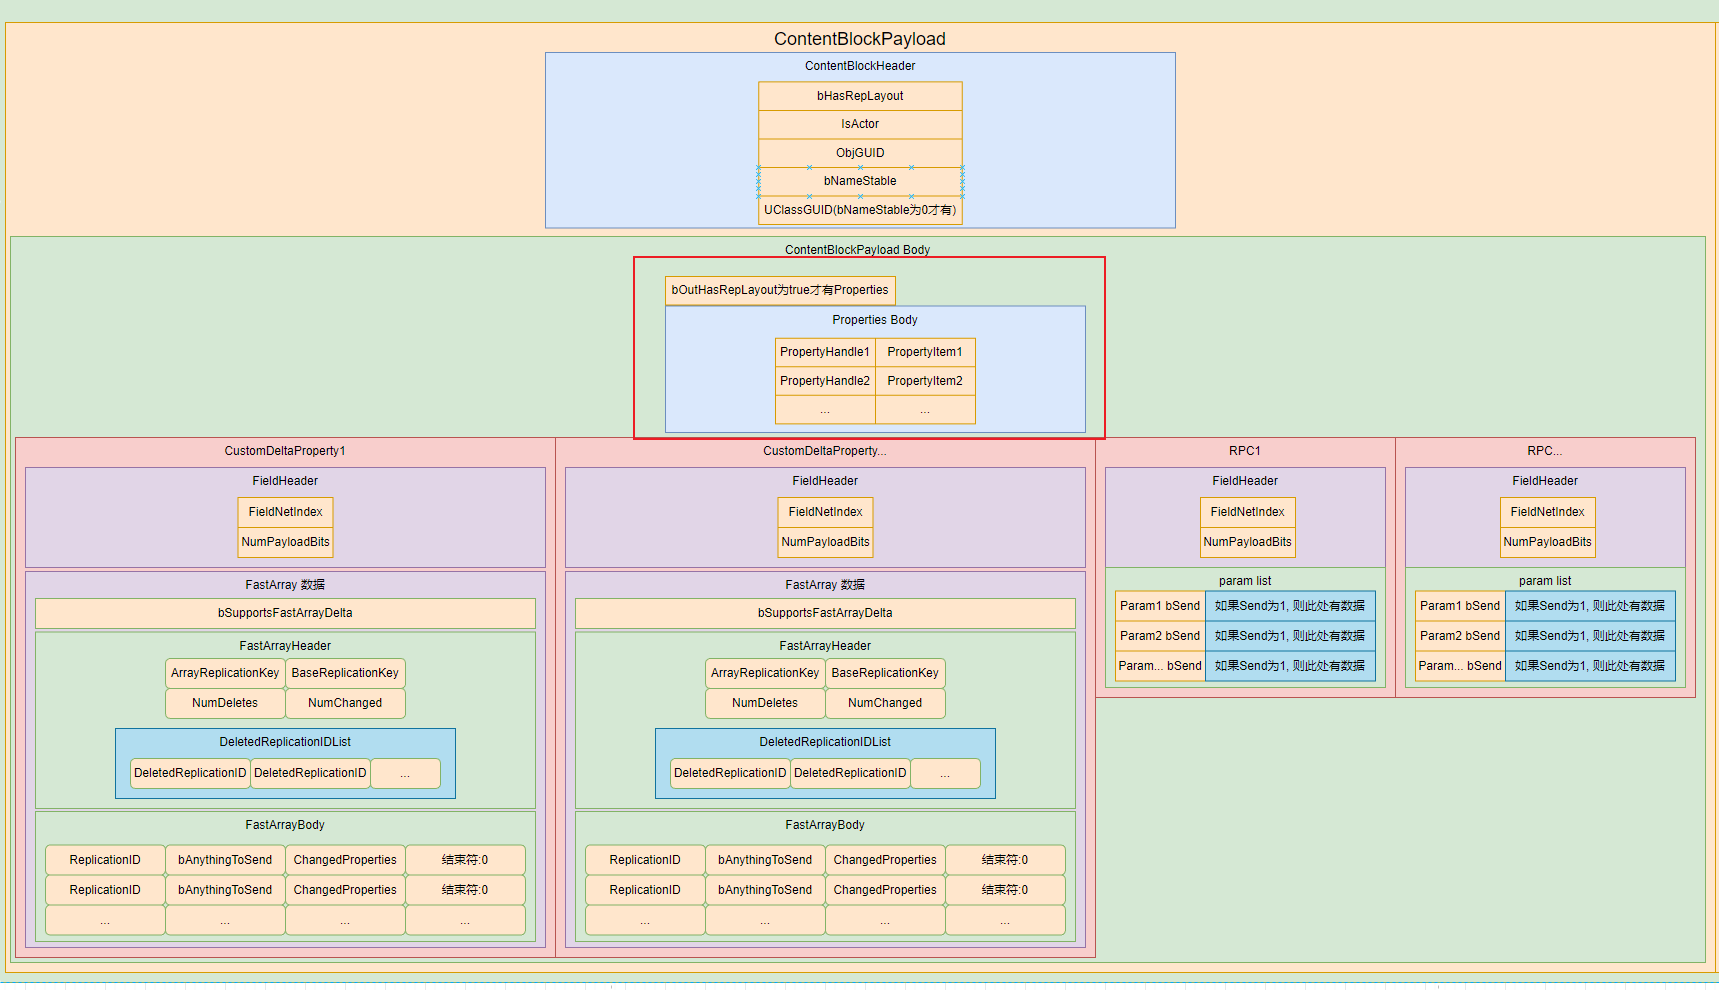 ContentBlockPayload
ContentBlockHeader
bHasRepLayout
IsActor
ObjGUID
bNameStable
UClassGUID(bNameStable为0才有)
ContentBlockPayload Body
bOutHasRepLayout为true才有Properties
Properties Body
PropertyHandle1 PropertyItem1
PropertyHandle2 PropertyItem2
... ...
CustomDeltaProperty1
FieldHeader
FieldNetIndex
NumPayloadBits
FastArray 数据
bSupportsFastArrayDelta
FastArrayHeader
ArrayReplicationKey BaseReplicationKey
NumDeletes NumChanged
DeletedReplicationIDList
DeletedReplicationID DeletedReplicationID ...
FastArrayBody
ReplicationID bAnythingToSend ChangedProperties 结束符:0
ReplicationID bAnythingToSend ChangedProperties 结束符:0
... ... ... ...
CustomDeltaProperty...
FieldHeader
FieldNetIndex
NumPayloadBits
FastArray 数据
bSupportsFastArrayDelta
FastArrayHeader
ArrayReplicationKey BaseReplicationKey
NumDeletes NumChanged
DeletedReplicationIDList
DeletedReplicationID DeletedReplicationID ...
FastArrayBody
ReplicationID bAnythingToSend ChangedProperties 结束符:0
ReplicationID bAnythingToSend ChangedProperties 结束符:0
... ... ... ...
RPC1
FieldHeader
FieldNetIndex
NumPayloadBits
param list
Param1 bSend 如果Send为1, 则此处有数据
Param2 bSend 如果Send为1, 则此处有数据
Param... bSend 如果Send为1, 则此处有数据
RPC...
FieldHeader
FieldNetIndex
NumPayloadBits
param list
Param1 bSend 如果Send为1, 则此处有数据
Param2 bSend 如果Send为1, 则此处有数据
Param... bSend 如果Send为1, 则此处有数据